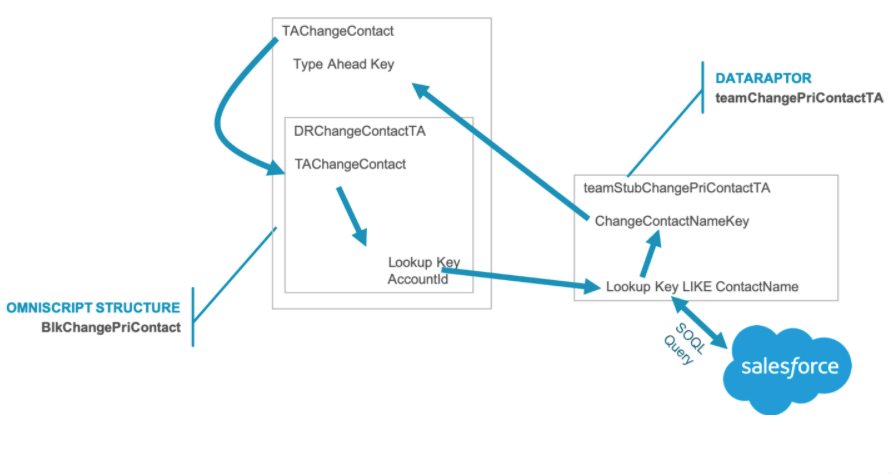 TAChangeContact
Type Ahead Key
DRChangeContactTA
TAChangeContact
Lookup Key
AccountId
OMNISCRIPT STRUCTURE
BlkChangePriContact
DATARAPTOR
teamChangePriContactTA
teamStubChangePriContactTA
ChangeContactNameKey
Lookup Key LIKE ContactName
SOQL
Query
salesforce